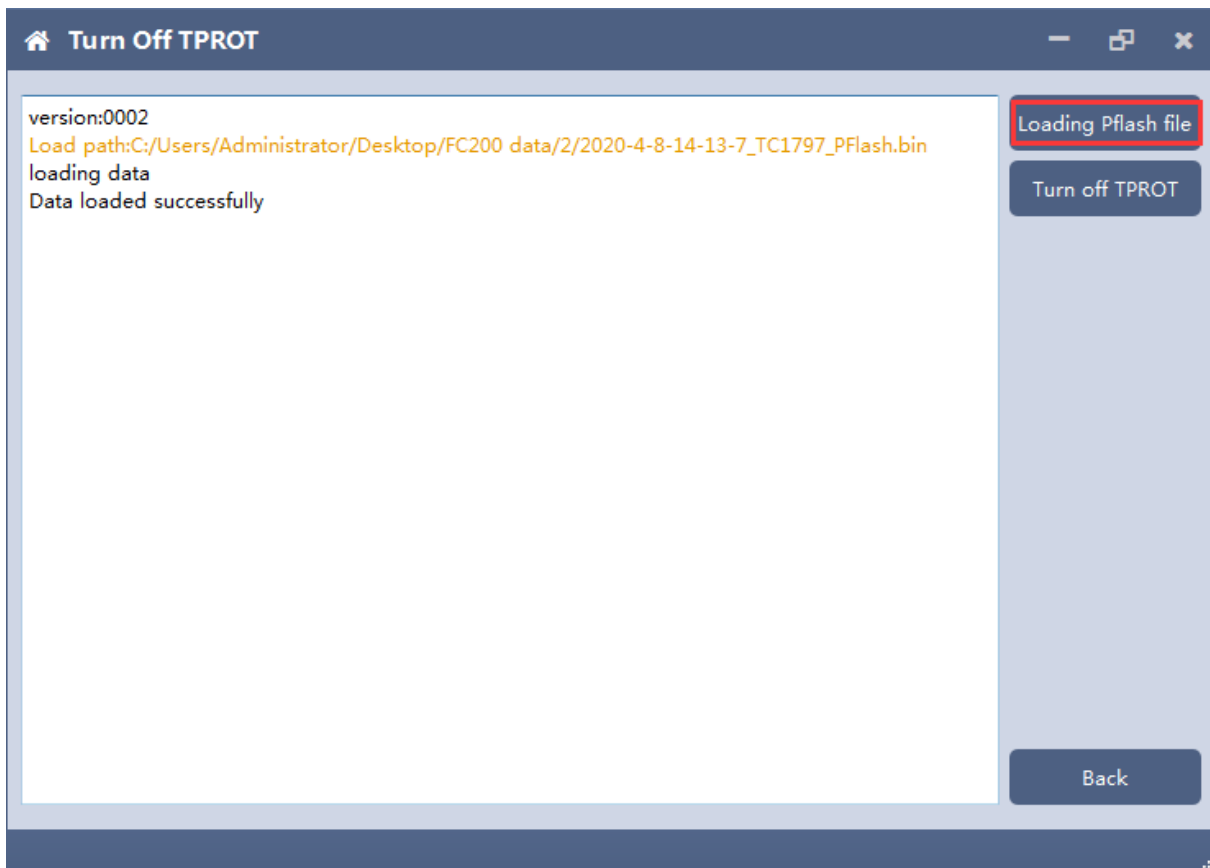 Turn Off TPROT
version:0002
Load path:C:/Users/Administrator/Desktop/FC200 data/2/2020-4-8-14-13-7_TC1797_PFlash.bin
loading data
Data loaded successfully
Loading Pflash file
Turn off TPROT
Back